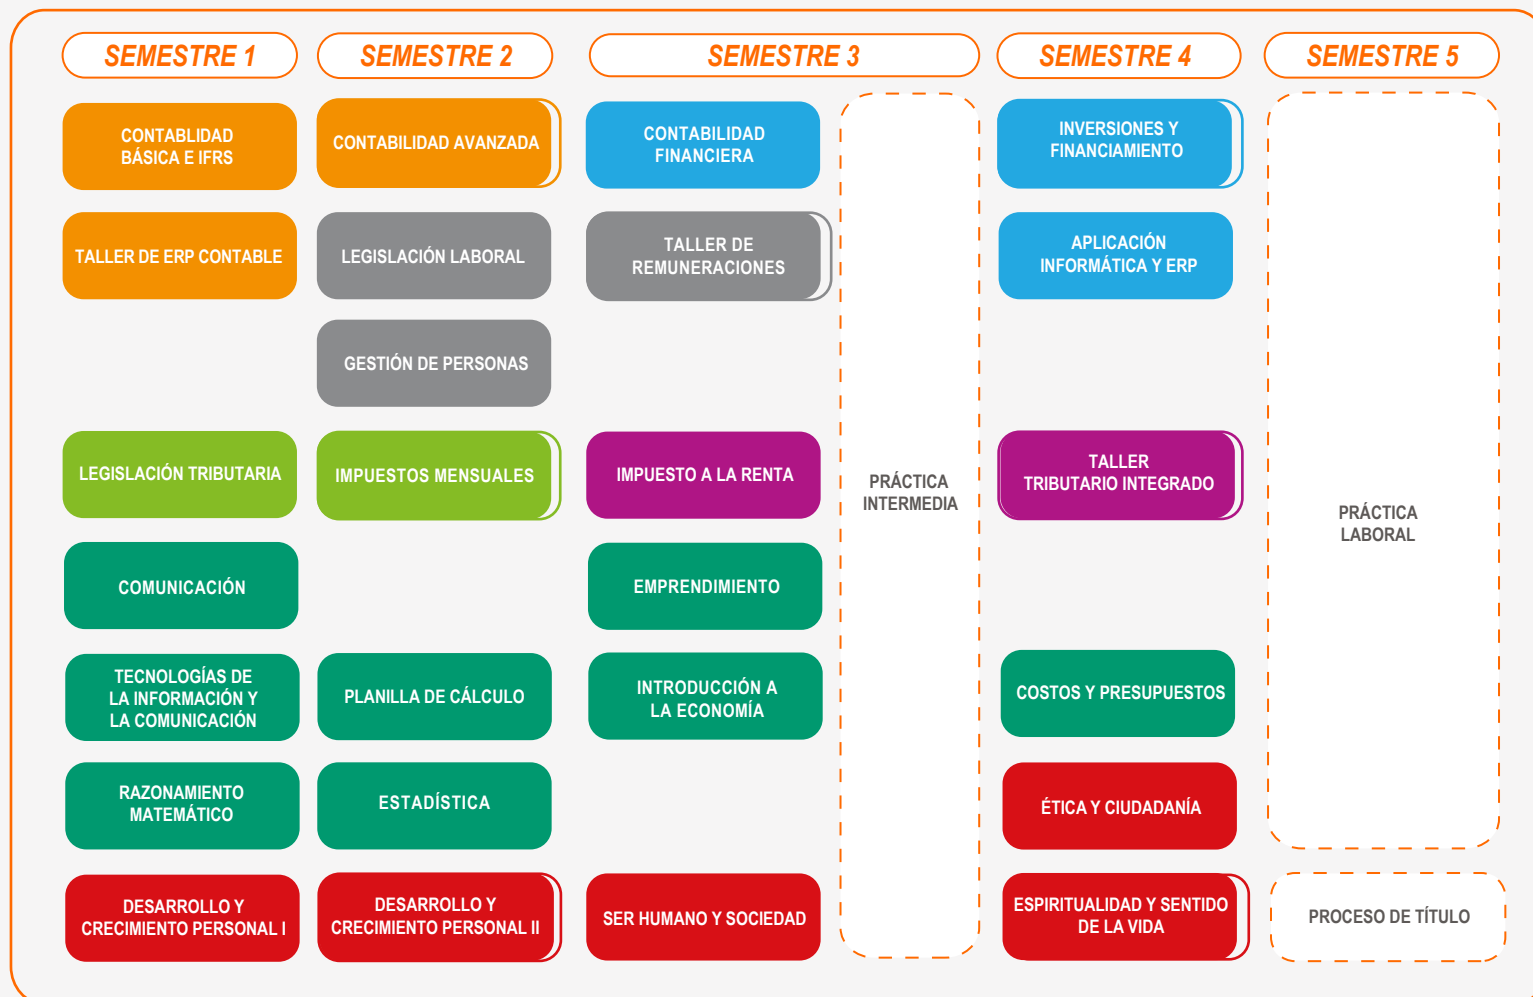 SEMESTRE 1
SEMESTRE 2
SEMESTRE 3
SEMESTRE 4
SEMESTRE 5
CONTABLIDAD
BÁSICA E IFRS
CONTABILIDAD AVANZADA
CONTABILIDAD
FINANCIERA
INVERSIONES Y
FINANCIAMIENTO
TALLER DE ERP CONTABLE
LEGISLACIÓN LABORAL
TALLER DE
REMUNERACIONES
APLICACIÓN
INFORMÁTICA Y ERP
GESTIÓN DE PERSONAS
LEGISLACIÓN TRIBUTARIA
IMPUESTOS MENSUALES
IMPUESTO A LA RENTA
PRÁCTICA
INTERMEDIA
TALLER
TRIBUTARIO INTEGRADO
PRÁCTICA
LABORAL
COMUNICACIÓN
EMPRENDIMIENTO
TECNOLOGÍAS DE
LA INFORMACIÓN Y
LA COMUNICACIÓN
PLANILLA DE CÁLCULO
INTRODUCCIÓN A
LA ECONOMÍA
COSTOS Y PRESUPUESTOS
RAZONAMIENTO
MATEMÁTICO
ESTADÍSTICA
ÉTICA Y CIUDADANÍA
DESARROLLO Y
CRECIMIENTO PERSONAL I
DESARROLLO Y
CRECIMIENTO PERSONAL II
SER HUMANO Y SOCIEDAD
ESPIRITUALIDAD Y SENTIDO
DE LA VIDA
PROCESO DE TÍTULO